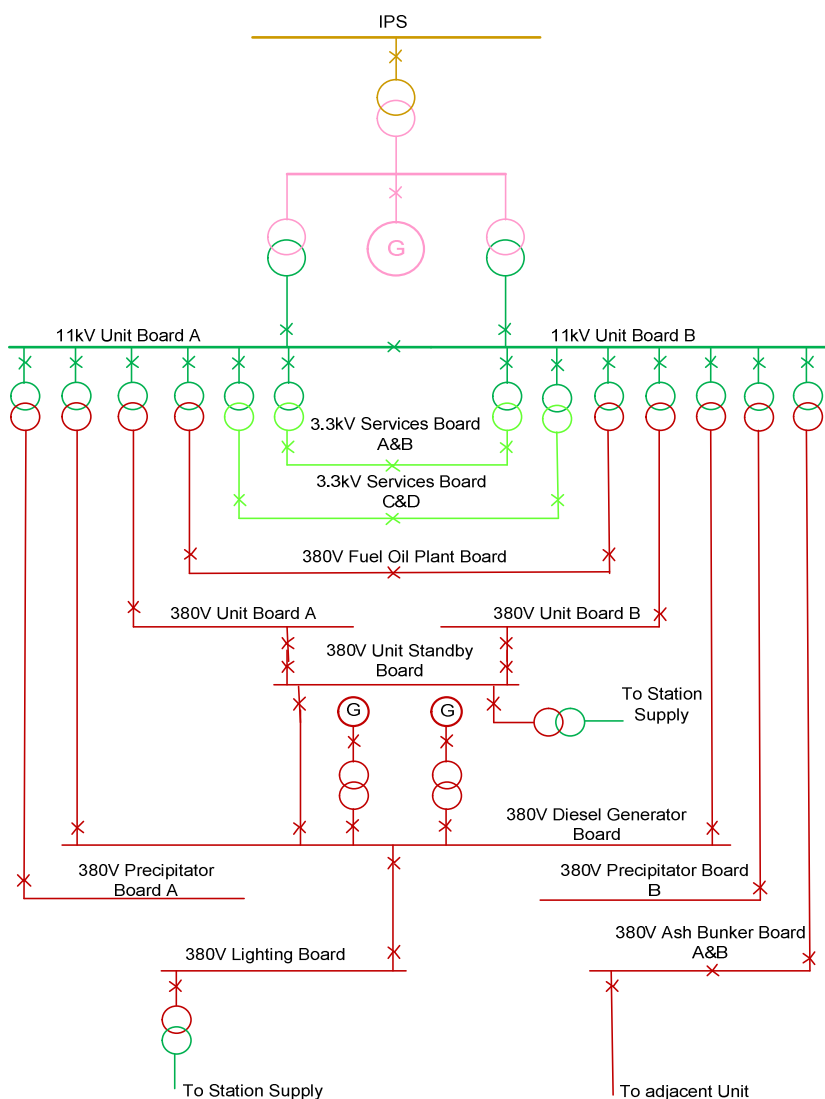 IPS
G
11kV Unit Board A
11kV Unit Board B
3.3kV Services Board
A&B
3.3kV Services Board
C&D
380V Fuel Oil Plant Board
380V Unit Board A
380V Unit Board B
380V Unit Standby
Board
To Station
Supply
G
G
380V Diesel Generator
Board
380V Precipitator
Board A
380V Precipitator Board
B
380V Lighting Board
380V Ash Bunker Board
A&B
To Station Supply
To adjacent Unit